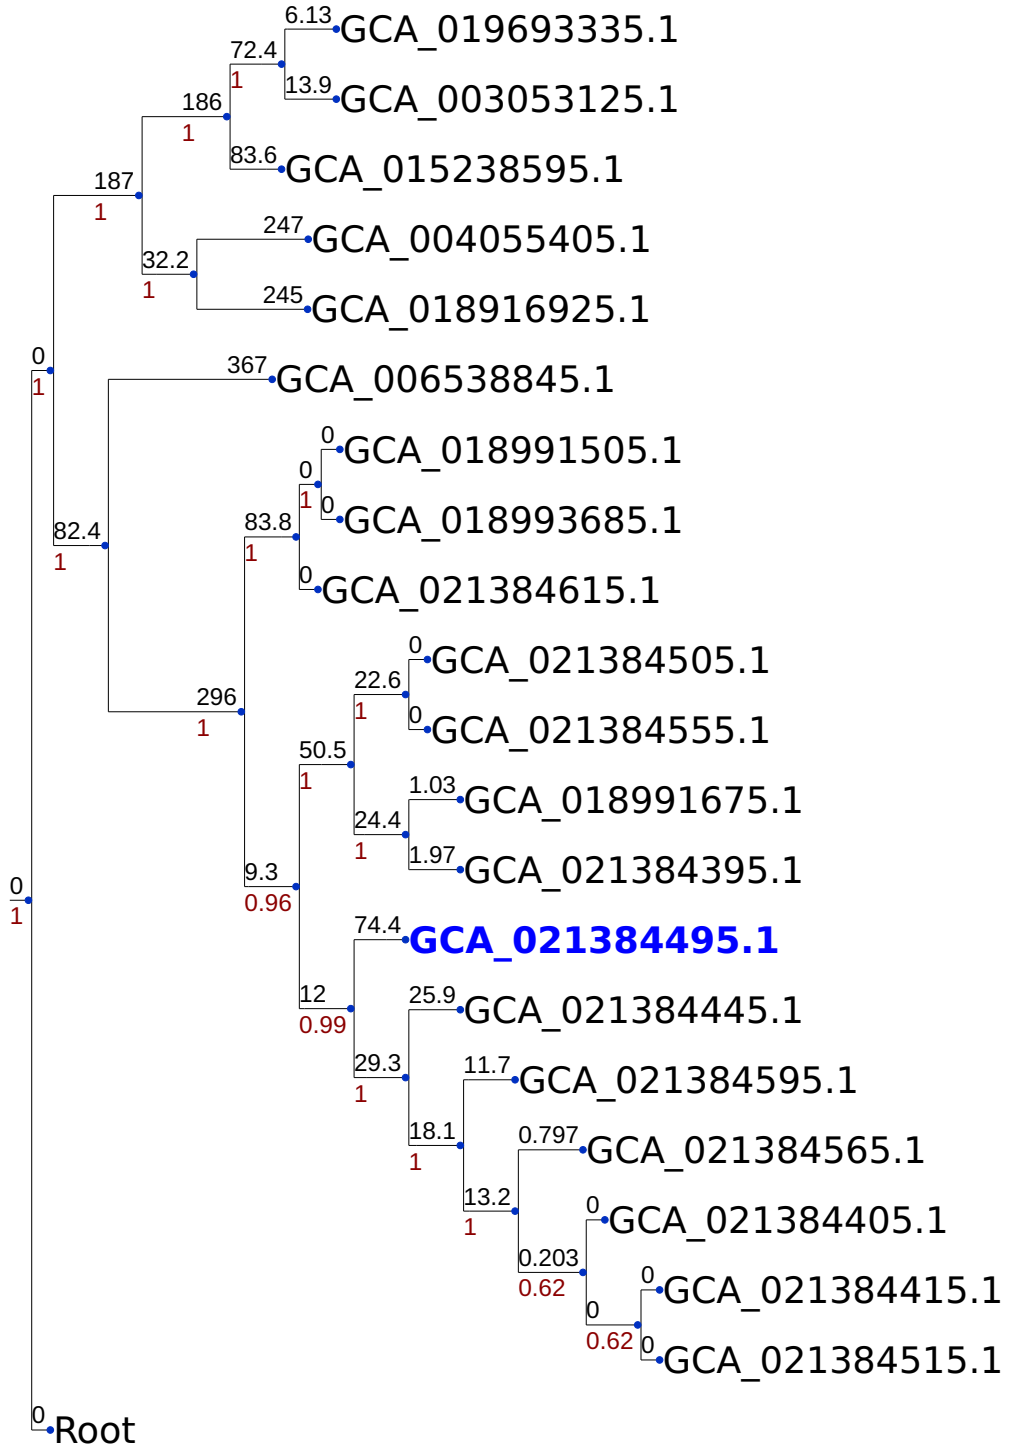 6.13
GCA_019693335.1
72.4
1
13.9
GCA_003053125.1
186
1
83.6
GCA_015238595.1
187
1
247
GCA_004055405.1
32.2
1
245
GCA_018916925.1
0
1
367
GCA_006538845.1
0
GCA_018991505.1
0
1
0
GCA_018993685.1
83.8
1
0
GCA_021384615.1
82.4
1
0
GCA_021384505.1
22.6
1
0
GCA_021384555.1
296
1
50.5
1
1.03
GCA_018991675.1
24.4
1
1.97
GCA_021384395.1
9.3
0.96
0
1
74.4
GCA_021384495.1
12
0.99
25.9
GCA_021384445.1
29.3
1
11.7
GCA_021384595.1
18.1
1
0.797
GCA_021384565.1
13.2
1
0
GCA_021384405.1
0.203
0.62
0
GCA_021384415.1
0
0.62
0
GCA_021384515.1
0
Root